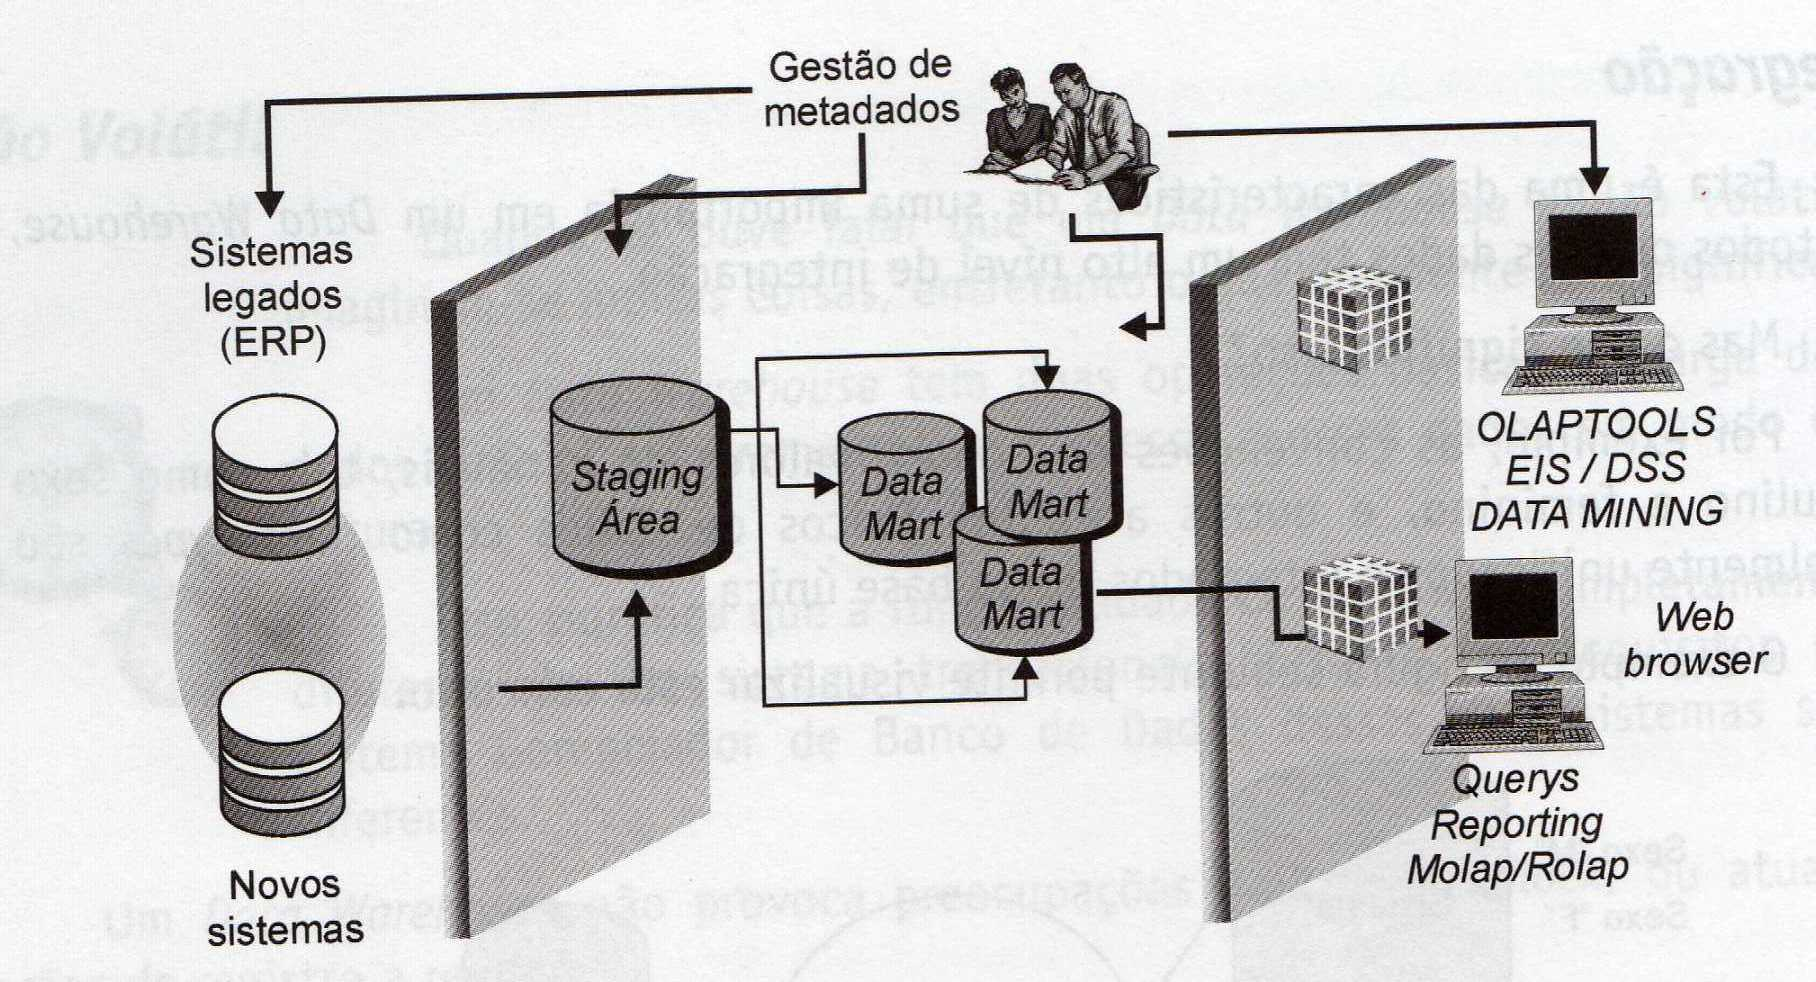 Gestão de
metadados
Sistemas
legados
(ERP)
Staging
Área
Data
Mart
Data
Mart
Data
Mart
OLAPTOOLS
EIS / DSS
DATA MINING
Web
browser
Querys
Reporting
Molap/Rolap
Novos
sistemas